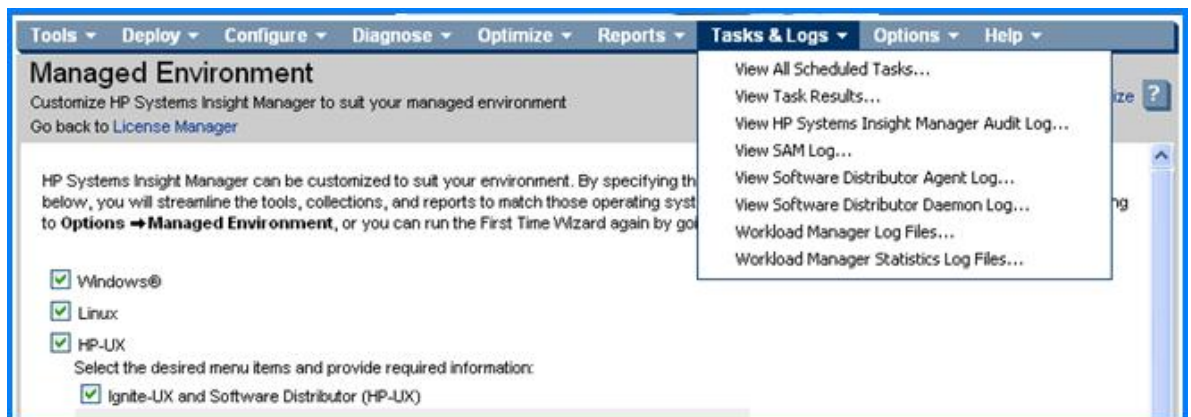 Tools Deploy Configure Diagnose Optimize Reports Tasks & Logs Options Help
Managed Environment
Customize HP Systems Insight Manager to suit your managed environment
Go back to License Manager
ize ?
View All Scheduled Tasks...
View Task Results...
View HP Systems Insight Manager Audit Log...
View SAM Log...
View Software Distributor Agent Log...
View Software Distributor Daemon Log...
Workload Manager Log Files...
Workload Manager Statistics Log Files...
HP Systems Insight Manager can be customized to suit your environment. By specifying th
below, you will streamline the tools, collections, and reports to match those operating syst ng
to Options ➔ Managed Environment, or you can run the First Time Wizard again by goi
Windows®
Linux
HP-UX
Select the desired menu items and provide required information:
Ignite-UX and Software Distributor (HP-UX)